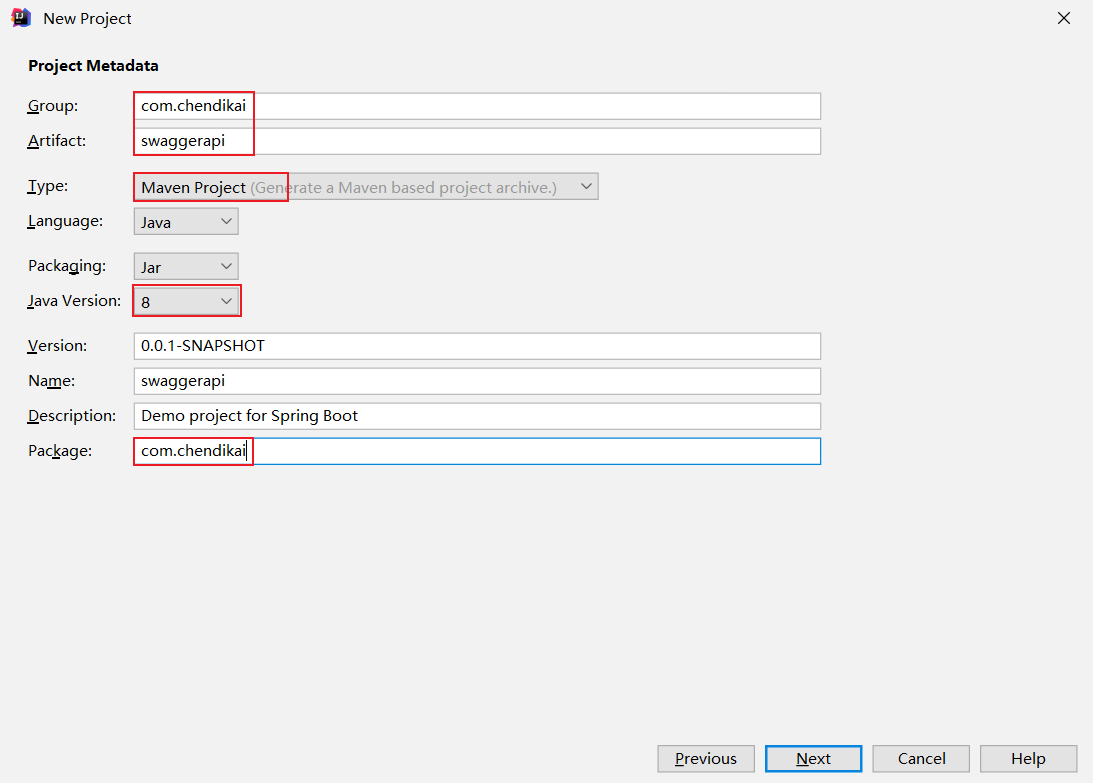 New Project
Project Metadata
Group: com.chendikai
Artifact: swaggerapi
Type: Maven Project (Generate a Maven based project archive.)
Language: Java
Packaging: Jar
Java Version: 8
Version: 0.0.1-SNAPSHOT
Name: swaggerapi
Description: Demo project for Spring Boot
Package: com.chendikai
Previous Next Cancel Help